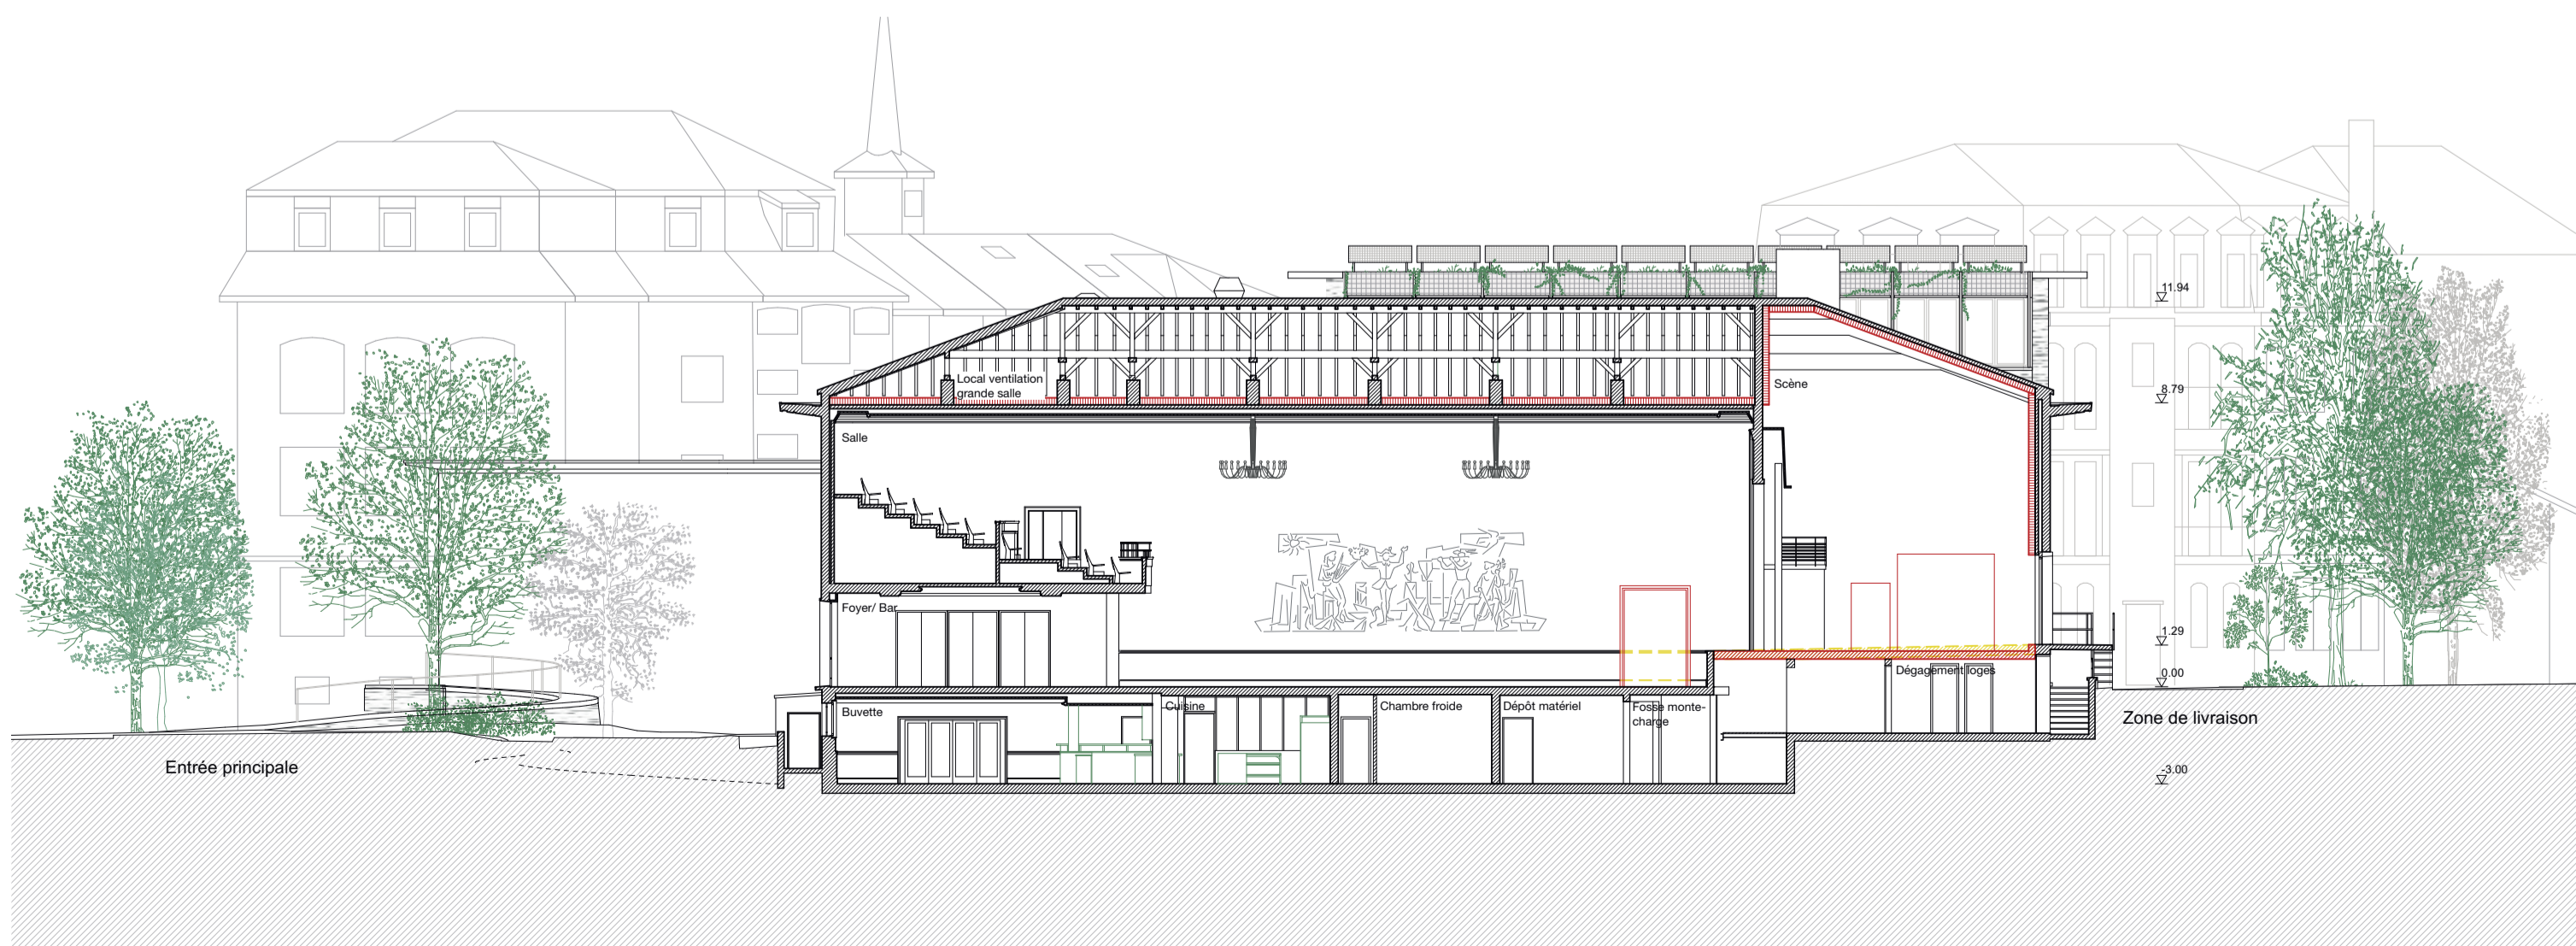 11.94
Local ventilation
grande salle
Scène
8.79
Salle
Foyer/ Bar
1.29
Dégagement loges
0.00
Buvette
Cuisine
Chambre froide
Dépôt matériel
Fosse monte-
charge
Zone de livraison
Entrée principale
-3.00